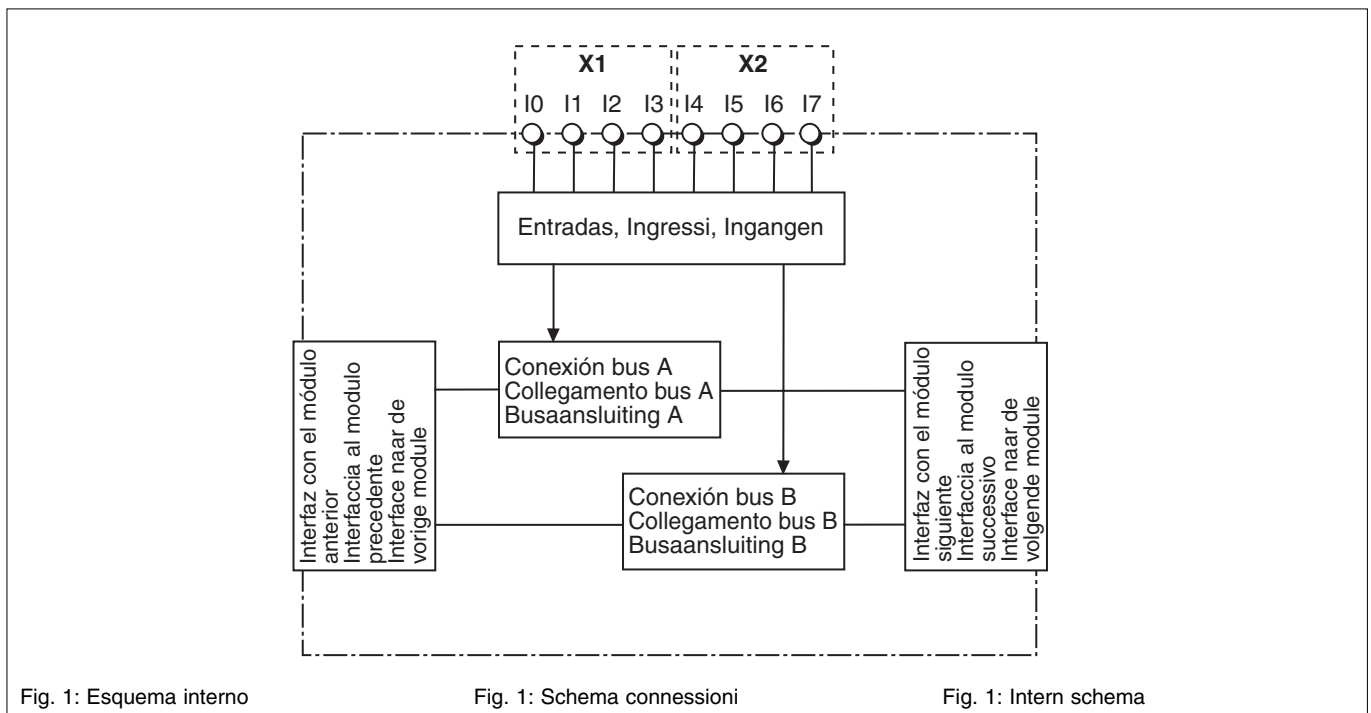 X1 X2
I0 I1 I2 I3 I4 I5 I6 I7
Entradas, Ingressi, Ingangen
Conexión bus A
Collegamento bus A
Busaansluiting A
Interfaz con el módulo
anterior
Interfaccia al modulo
precedente
Interface naar de
vorige module
Interfaz con el módulo
siguiente
Interfaccia al modulo
successivo
Interface naar de
volgende module
Conexión bus B
Collegamento bus B
Busaansluiting B
Fig. 1: Esquema interno Fig. 1: Schema connessioni Fig. 1: Intern schema